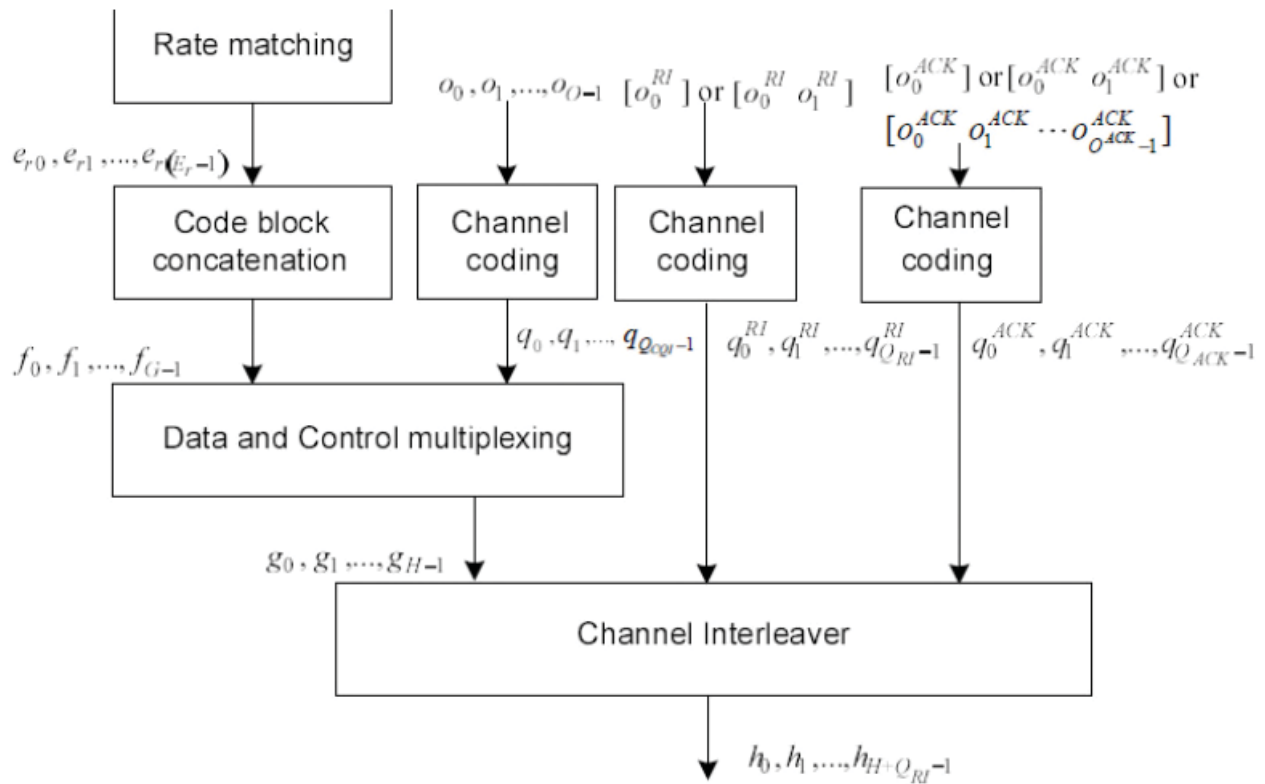 Rate matching
o_0, o_1, ..., o_{O-1}
[o_0^{RI}] or [o_0^{RI} o_1^{RI}]
[o_0^{ACK}] or [o_0^{ACK} o_1^{ACK}] or
[o_0^{ACK} o_1^{ACK} ⋯ o_{O^{ACK}-1}^{ACK}]
e_{r0}, e_{r1}, ..., e_{r(E_r-1)}
Code block
concatenation
Channel
coding
Channel
coding
Channel
coding
f_0, f_1, ..., f_{G-1}
q_0, q_1, ..., q_{Q_{CQI}-1}
q_0^{RI}, q_1^{RI}, ..., q_{Q_{RI}-1}^{RI}
q_0^{ACK}, q_1^{ACK}, ..., q_{Q_{ACK}-1}^{ACK}
Data and Control multiplexing
g_0, g_1, ..., g_{H-1}
Channel Interleaver
h_0, h_1, ..., h_{H+Q_{RI}-1}